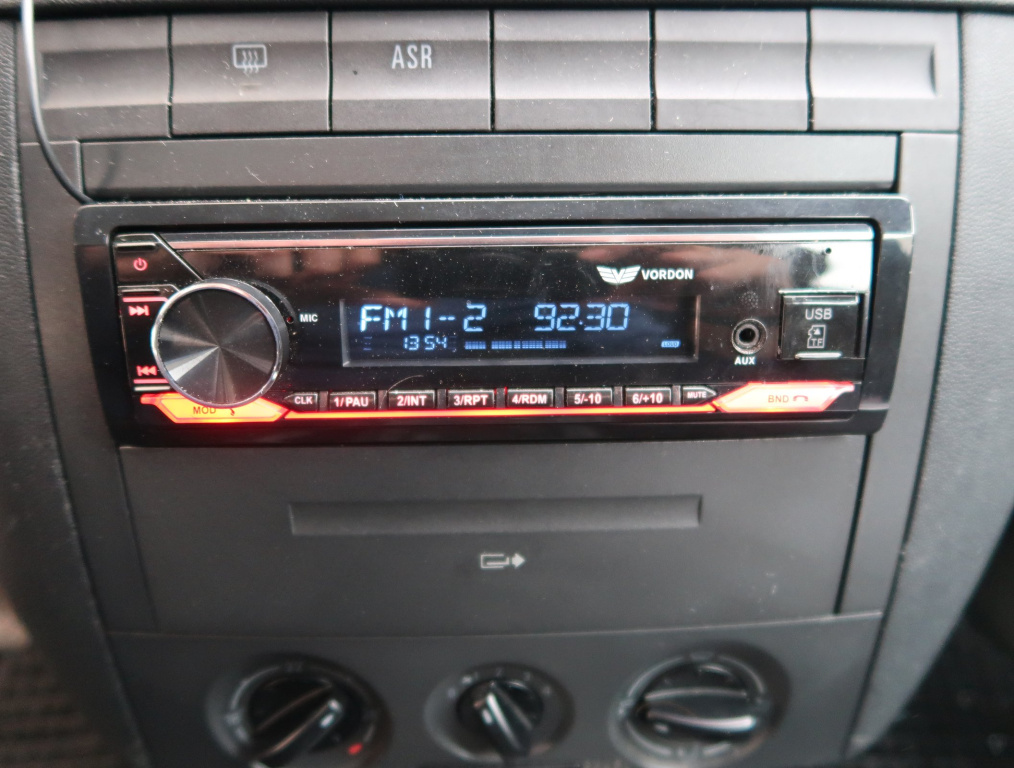 ASR
VORDON
MIC
FM1-2 92.30
13:54
USB
TF
AUX
CLK 1/PAU 2/INT 3/RPT 4/RDM 5/-10 6/+10 MUTE
MOD
BND